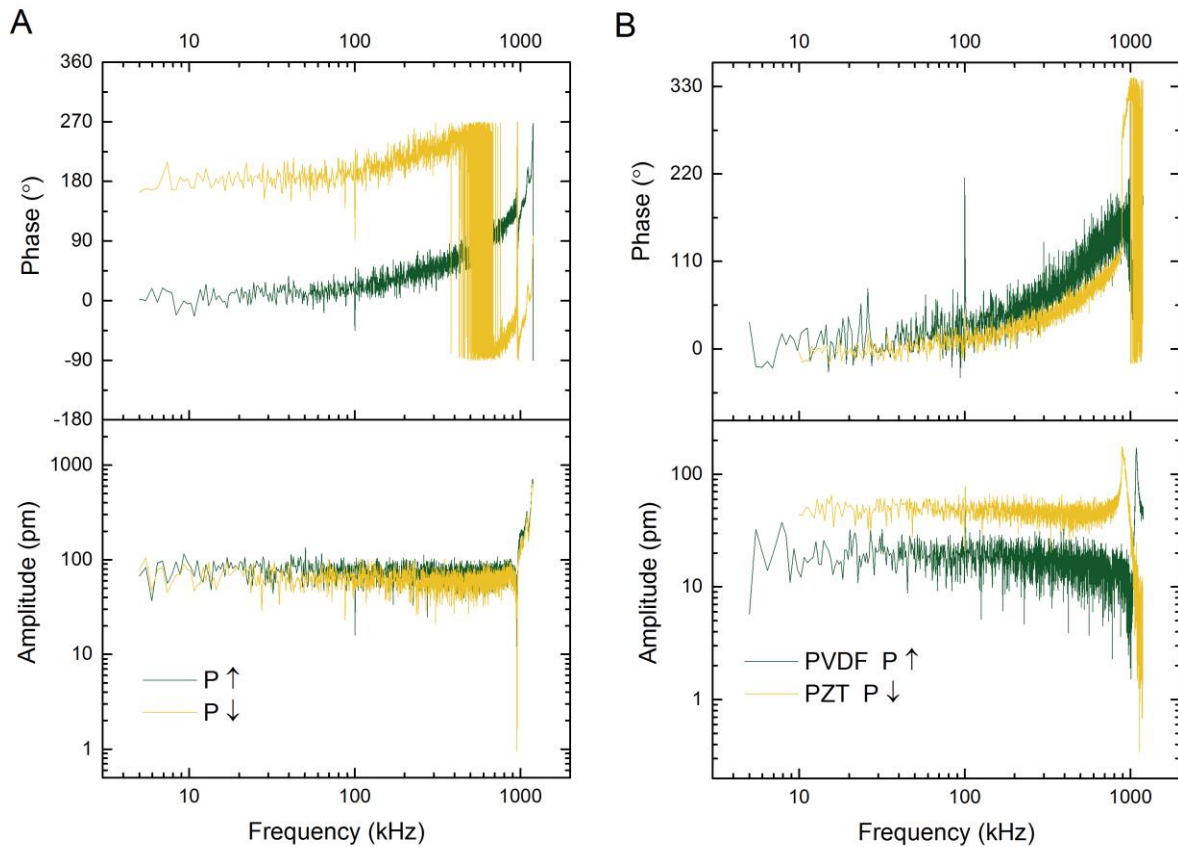 A
B
10 100 1000
10 100 1000
360
270
180
90
0
-90
-180
Phase (°)
330
220
110
0
Phase (°)
1000
100
10
1
Amplitude (pm)
P ↑
P ↓
100
10
1
Amplitude (pm)
PVDF P ↑
PZT P ↓
10 100 1000
Frequency (kHz)
10 100 1000
Frequency (kHz)